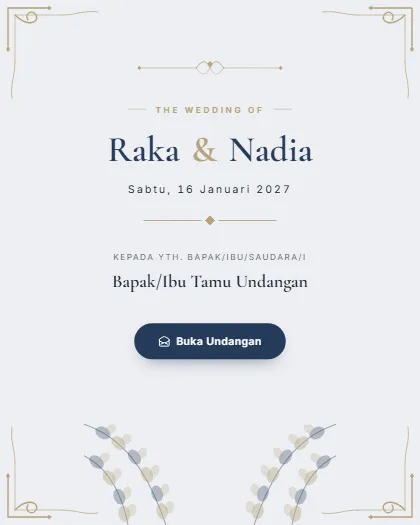 THE WEDDING OF
Raka & Nadia
Sabtu, 16 Januari 2027
KEPADA YTH. BAPAK/IBU/SAUDARA/I
Bapak/Ibu Tamu Undangan
Buka Undangan